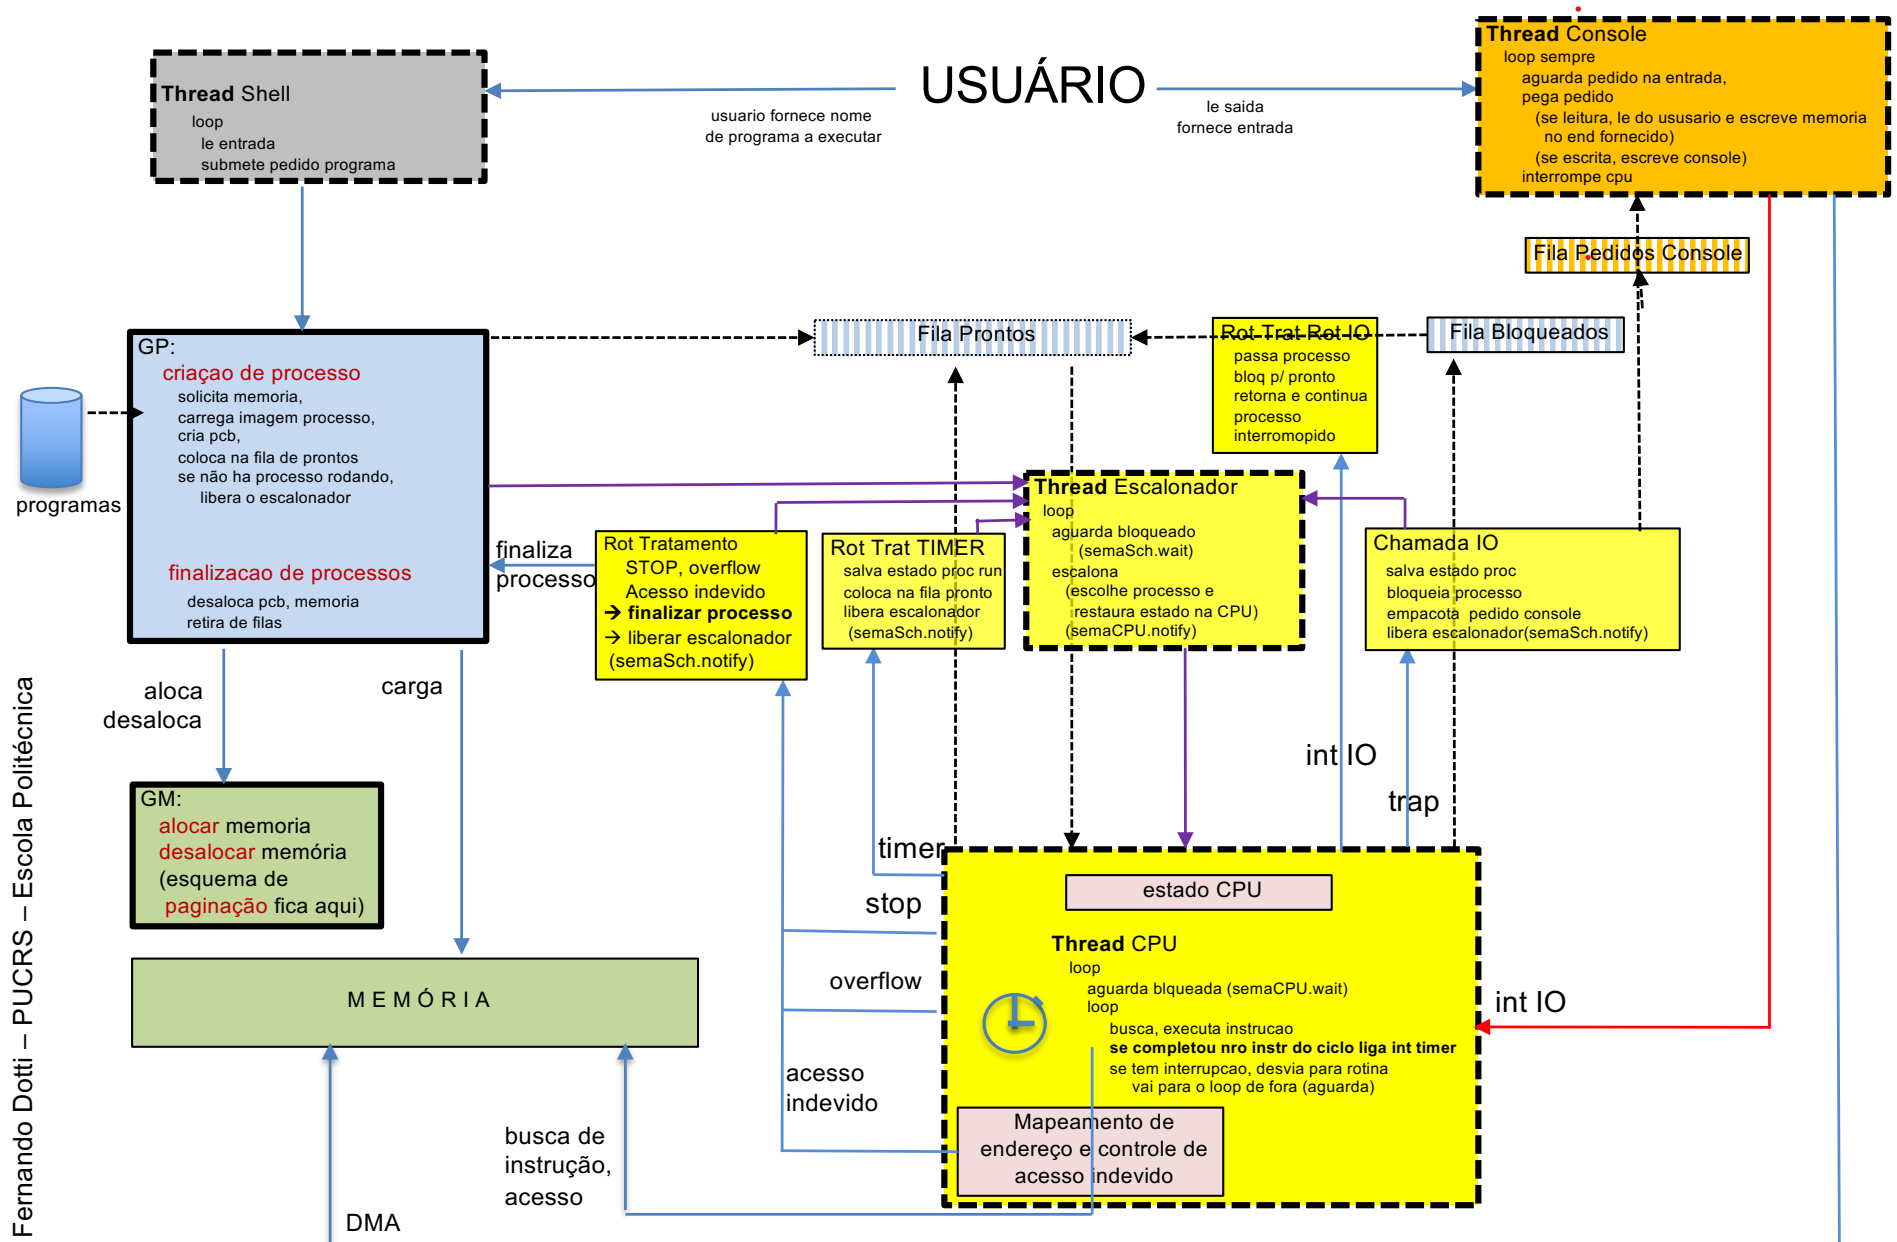 USUÁRIO
usuario fornece nome
de programa a executar
le saida
fornece entrada
Thread Shell
loop
le entrada
submete pedido programa
Thread Console
loop sempre
aguarda pedido na entrada,
pega pedido
(se leitura, le do ususario e escreve memoria
no end fornecido)
(se escrita, escreve console)
interrompe cpu
Fila Pedidos Console
Fila Prontos
Fila Bloqueados
Rot Trat Rot IO
passa processo
bloq p/ pronto
retorna e continua
processo
interromopido
GP:
criaçao de processo
solicita memoria,
carrega imagem processo,
cria pcb,
coloca na fila de prontos
se não ha processo rodando,
libera o escalonador
finalizacao de processos
desaloca pcb, memoria
retira de filas
programas
finaliza
processo
Rot Tratamento
STOP, overflow
Acesso indevido
→ finalizar processo
→ liberar escalonador
(semaSch.notify)
Rot Trat TIMER
salva estado proc run
coloca na fila pronto
libera escalonador
(semaSch.notify)
Thread Escalonador
loop
aguarda bloqueado
(semaSch.wait)
escalona
(escolhe processo e
restaura estado na CPU)
(semaCPU.notify)
Chamada IO
salva estado proc
bloqueia processo
empacota pedido console
libera escalonador(semaSch.notify)
aloca
desaloca
carga
int IO
trap
GM:
alocar memoria
desalocar memória
(esquema de
paginação fica aqui)
MEMÓRIA
timer
stop
overflow
acesso
indevido
estado CPU
Thread CPU
loop
aguarda blqueada (semaCPU.wait)
loop
busca, executa instrucao
se completou nro instr do ciclo liga int timer
se tem interrupcao, desvia para rotina
vai para o loop de fora (aguarda)
Mapeamento de
endereço e controle de
acesso indevido
int IO
busca de
instrução,
acesso
DMA
Fernando Dotti – PUCRS – Escola Politécnica